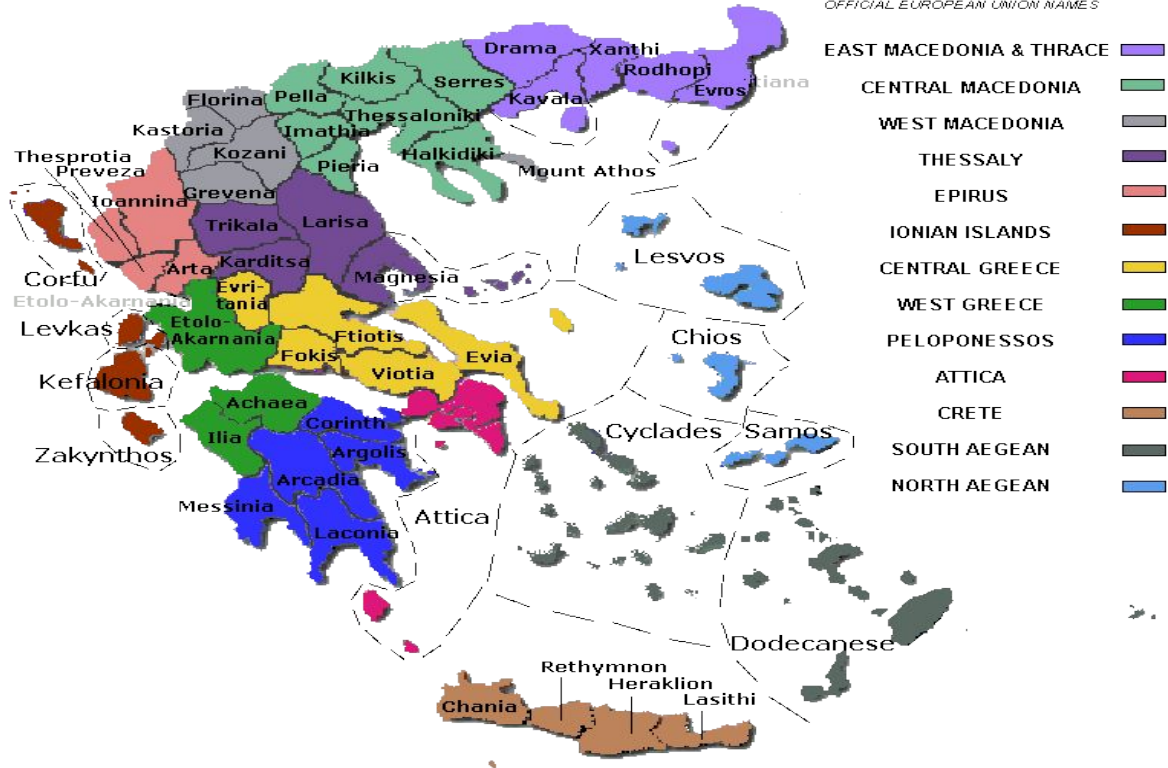 OFFICIAL EUROPEAN UNION NAMES
EAST MACEDONIA & THRACE
CENTRAL MACEDONIA
WEST MACEDONIA
THESSALY
EPIRUS
IONIAN ISLANDS
CENTRAL GREECE
WEST GREECE
PELOPONESSOS
ATTICA
CRETE
SOUTH AEGEAN
NORTH AEGEAN
Drama
Xanthi
Rodhopi
Evros
tiana
Kavala
Kilkis
Serres
Pella
Florina
Thessaloniki
Imathia
Kastoria
Kozani
Halkidiki
Pieria
Mount Athos
Thesprotia
Preveza
Grevena
Ioannina
Trikala
Larisa
Lesvos
Karditsa
Arta
Magnesia
Corfu
Evri-
tania
Etolo-Akarnania
Levkas
Etolo-
Akarnania
Ftiotis
Chios
Fokis
Evia
Viotia
Kefalonia
Achaea
Corinth
Ilia
Cyclades
Samos
Zakynthos
Argolis
Arcadia
Messinia
Attica
Laconia
Dodecanese
Rethymnon
Heraklion
Lasithi
Chania